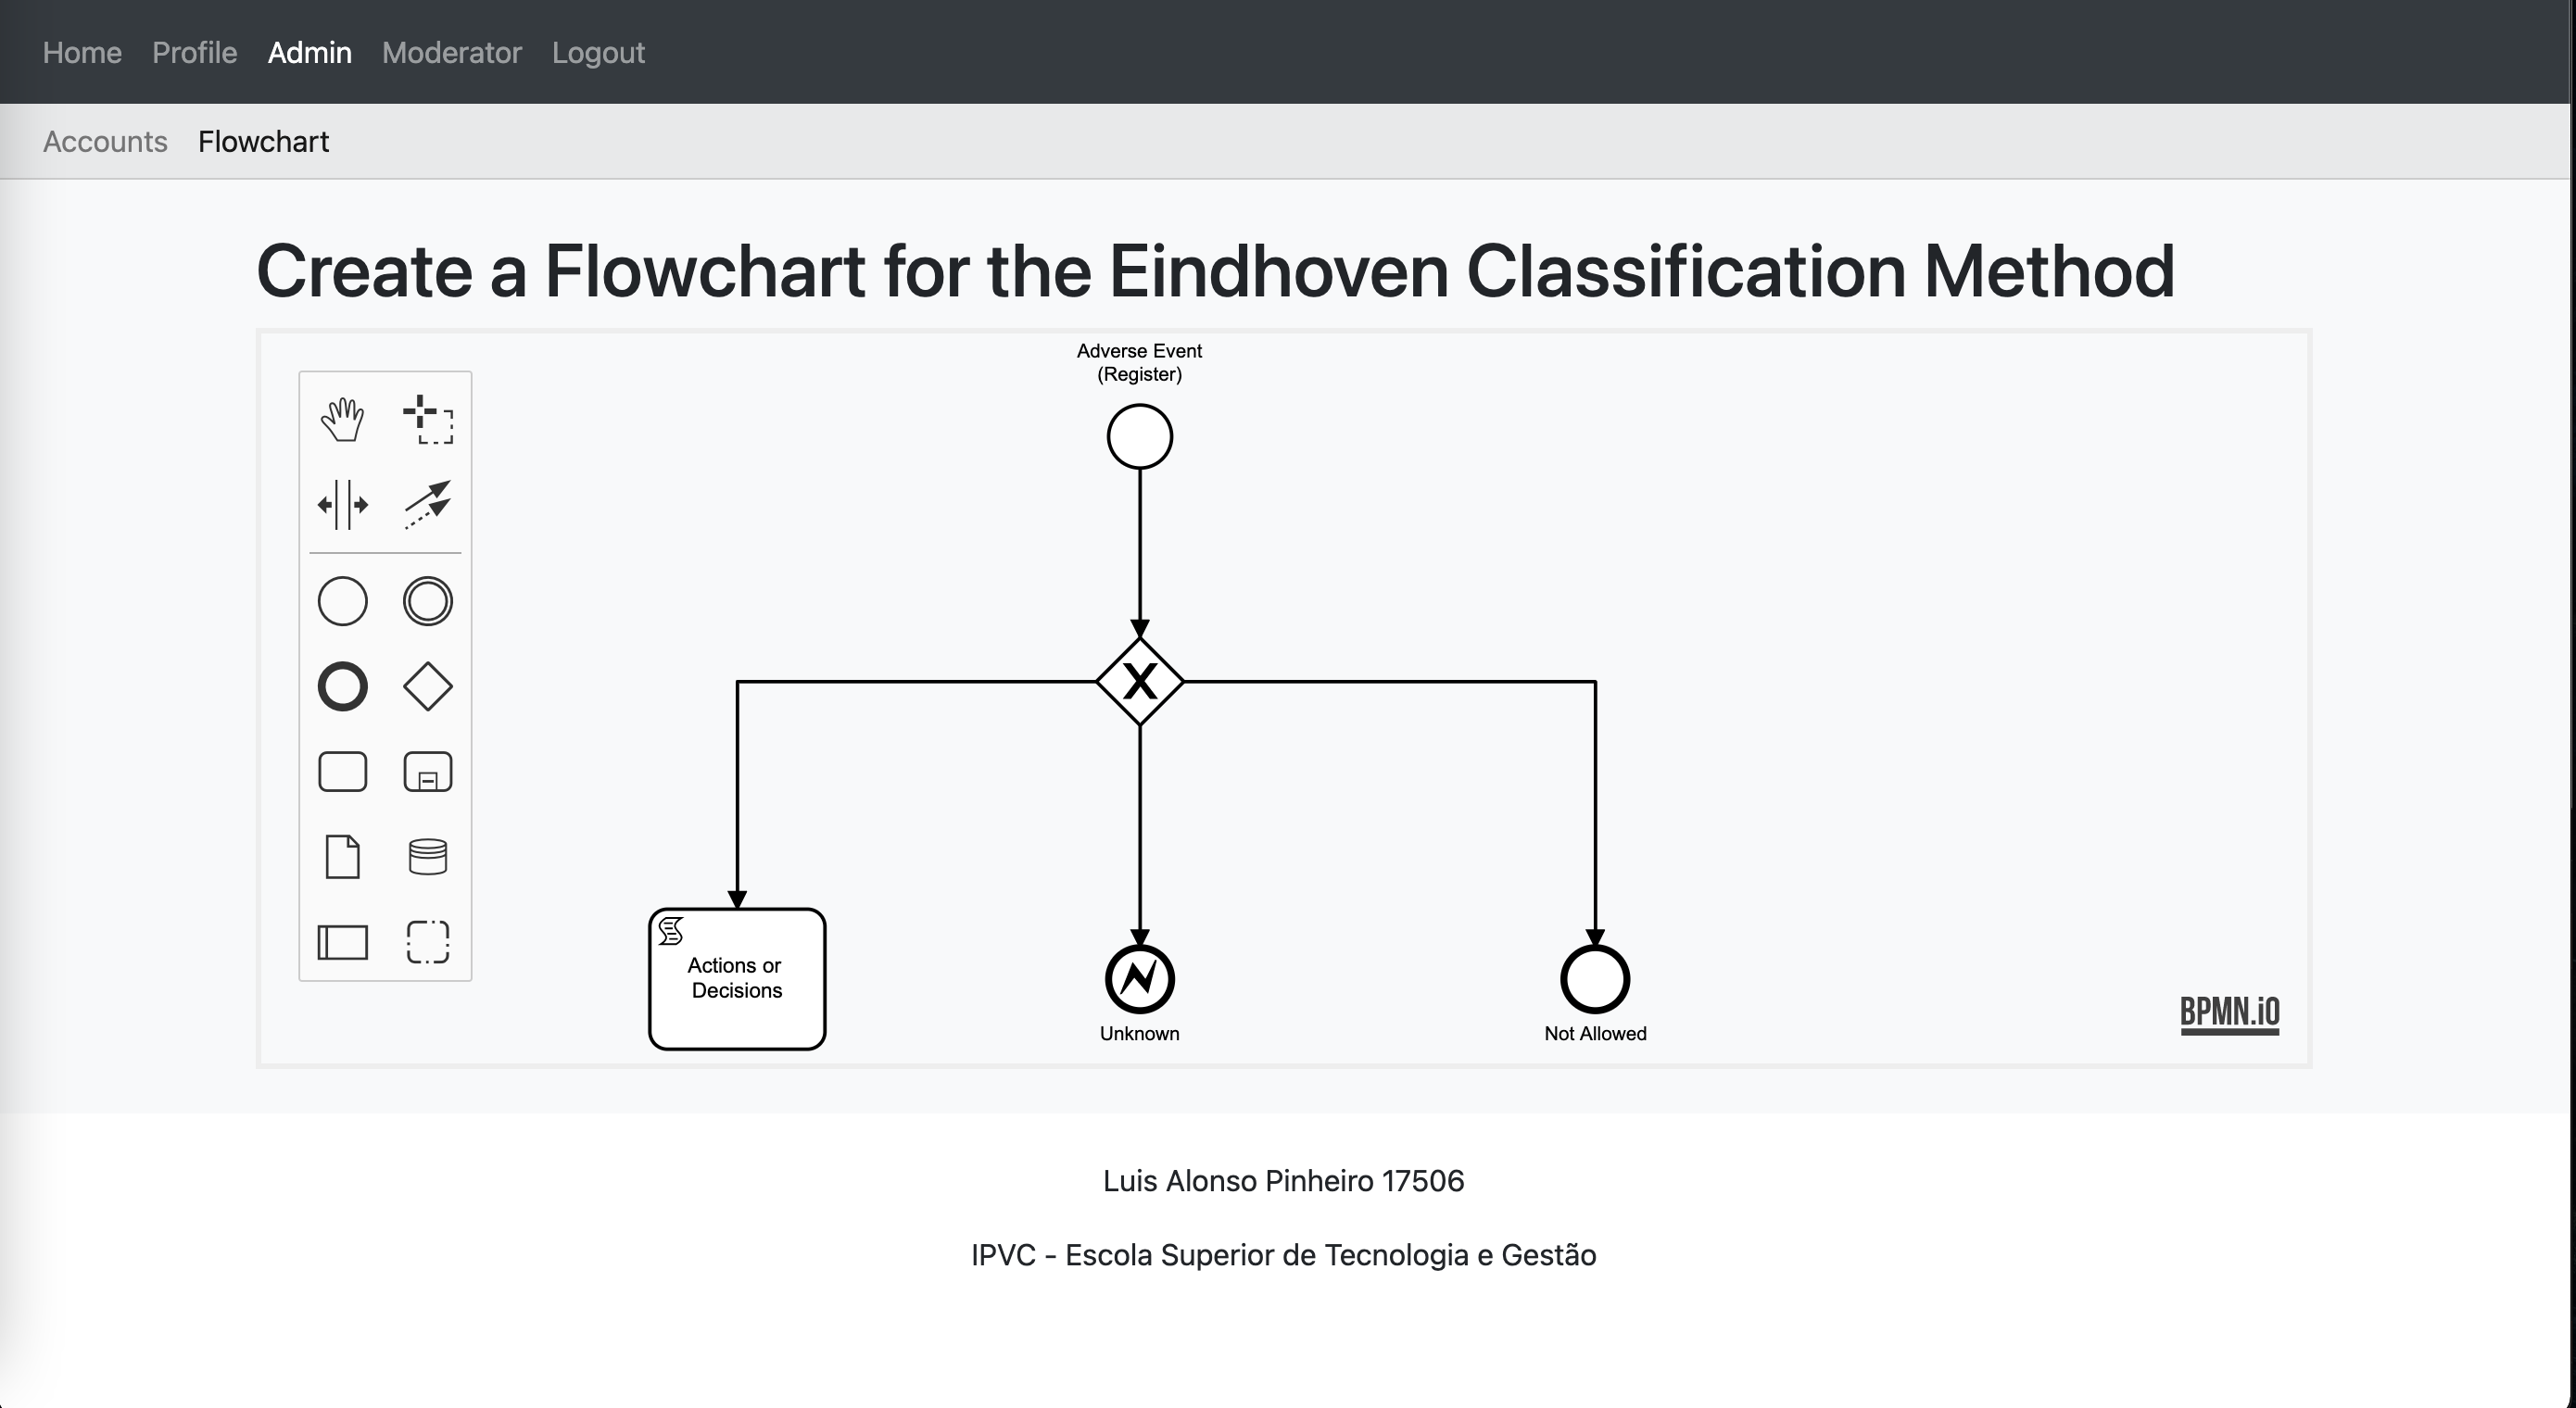 Home Profile Admin Moderator Logout
Accounts Flowchart
Create a Flowchart for the Eindhoven Classification Method
Adverse Event
(Register)
X
Actions or
Decisions
Unknown
Not Allowed
BPMN.iO
Luis Alonso Pinheiro 17506
IPVC - Escola Superior de Tecnologia e Gestão